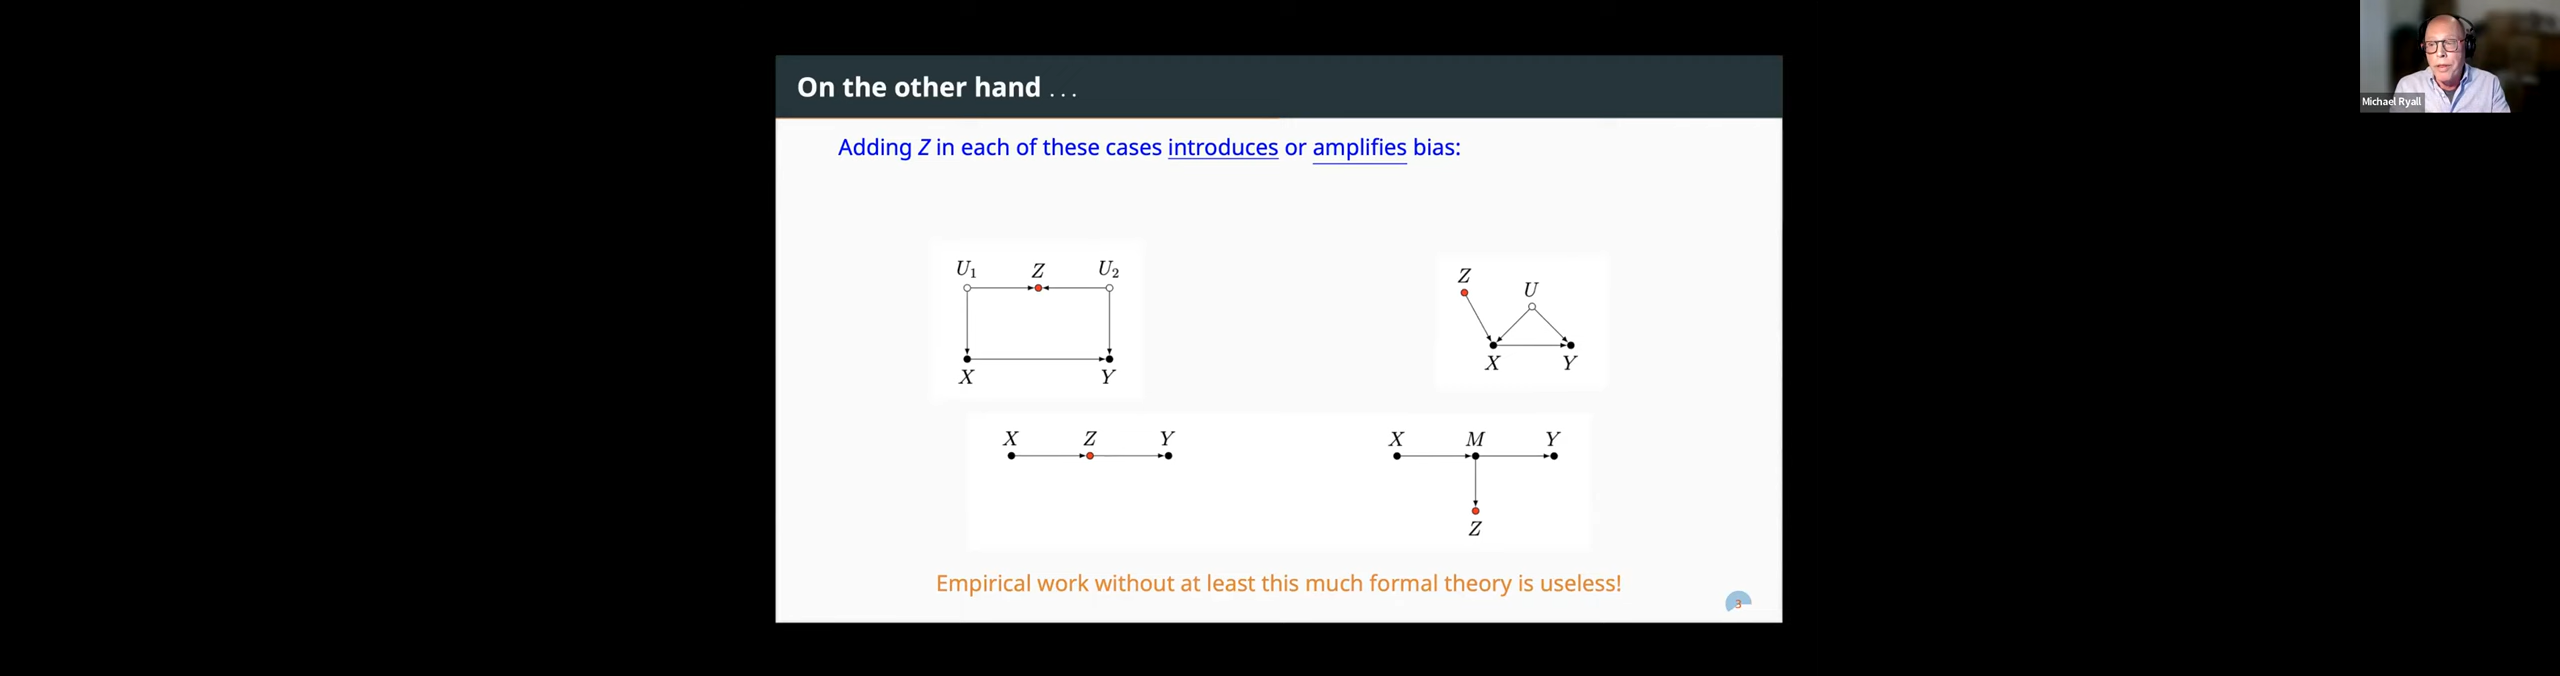 On the other hand ...
Michael Ryall
Adding Z in each of these cases introduces or amplifies bias:
U₁ Z U₂
X Y
Z
U
X Y
X Z Y
X M Y
Z
Empirical work without at least this much formal theory is useless!
3